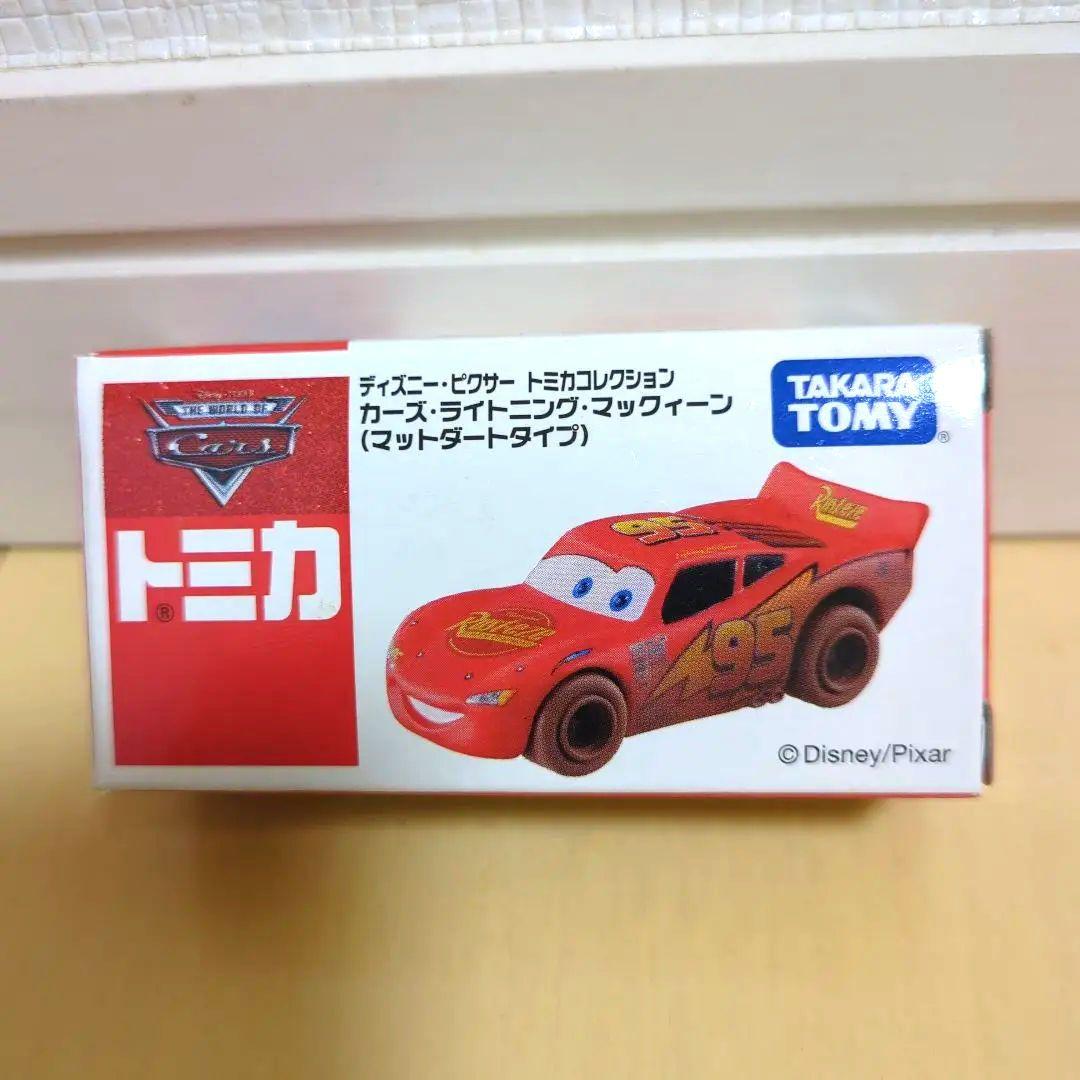 Disney・PIXAR
THE WORLD OF
Cars
トミカ
®
ディズニー・ピクサー トミカコレクション
カーズ・ライトニング・マックィーン
(マットダートタイプ)
TAKARA
TOMY
®
95
Rusteze
Rusteze
95
©Disney/Pixar